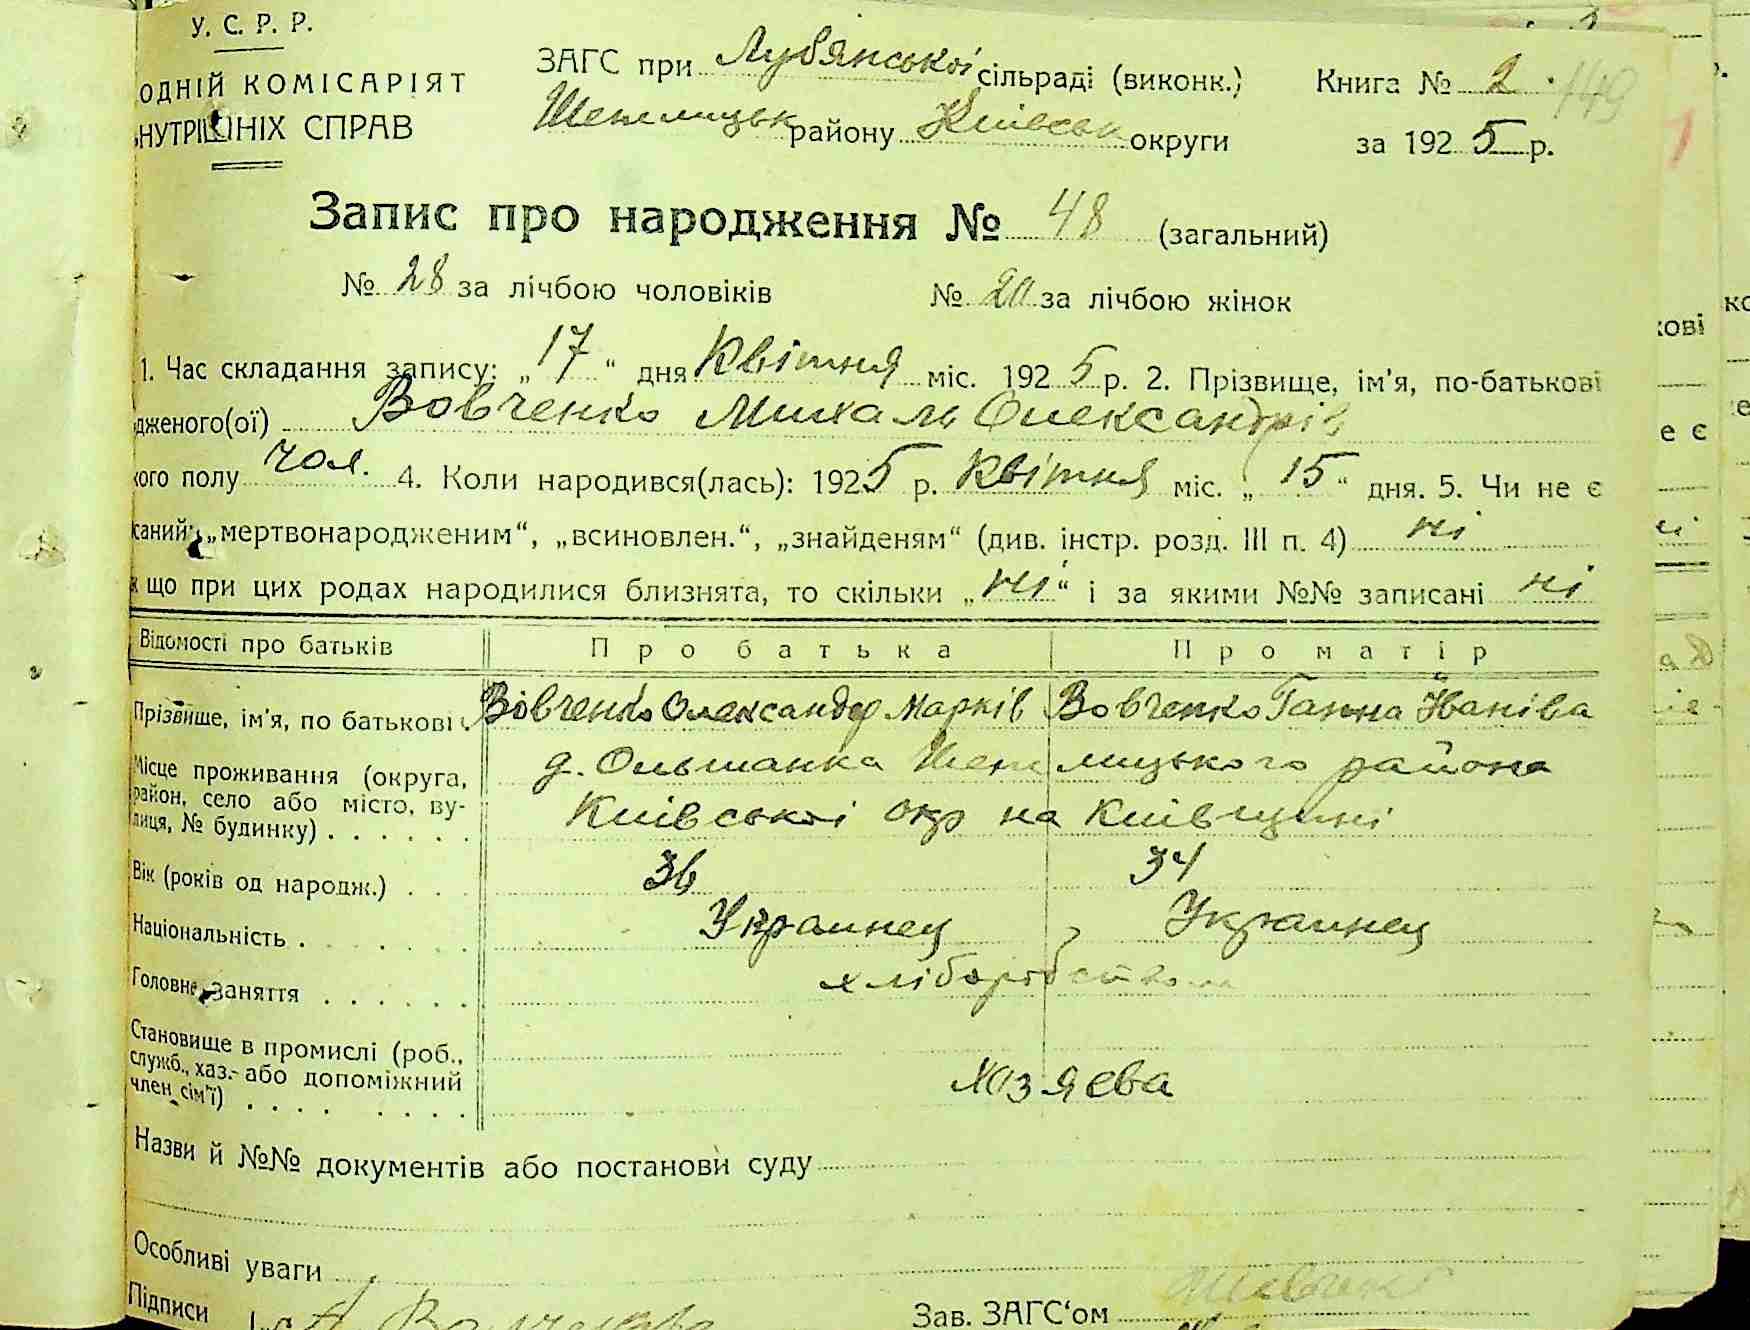 У. С. Р. Р.
ОДНІЙ КОМІСАРІЯТ
ВНУТРІШНІХ СПРАВ
ЗАГС при Лубянської сільраді (виконк.)
Шепелицьк району Київськ округи
Книга № 2 149
за 1925 р.
Запис про народження № 48 (загальний)
№ 28 за лічбою чоловіків № 20 за лічбою жінок
1. Час складання запису: „17“ дня Квітня міс. 1925 р. 2. Прізвище, ім'я, по-батькові
дженого(ої) Вовченко Михаль Олександрів
кого полу чол. 4. Коли народився(лась): 1925 р. Квітня міс. „15“ дня. 5. Чи не є
саний: „мертвонародженим“, „всиновлен.“, „знайденям“ (див. інстр. розд. III п. 4) ні
що при цих родах народилися близнята, то скільки „ні“ і за якими №№ записані ні
Відомості про батьків Про батька Про матір
Прізвище, ім'я, по батькові Вовченко Олександр Марків Вовченко Ганна Іванівна
Місце проживання (округа, район, село або місто, вулиця, № будинку) д. Ольшанка Шепелицького района
Київської окр на Київщині
Вік (років од народж.) 36 34
Національність Украинец Украинец
Головне заняття хліборобство
Становище в промислі (роб.,
служб., хаз.- або допоміжний
член сім'ї) Хозяева
Назви й №№ документів або постанови суду
Особливі уваги
Підписи
Зав. ЗАГС'ом